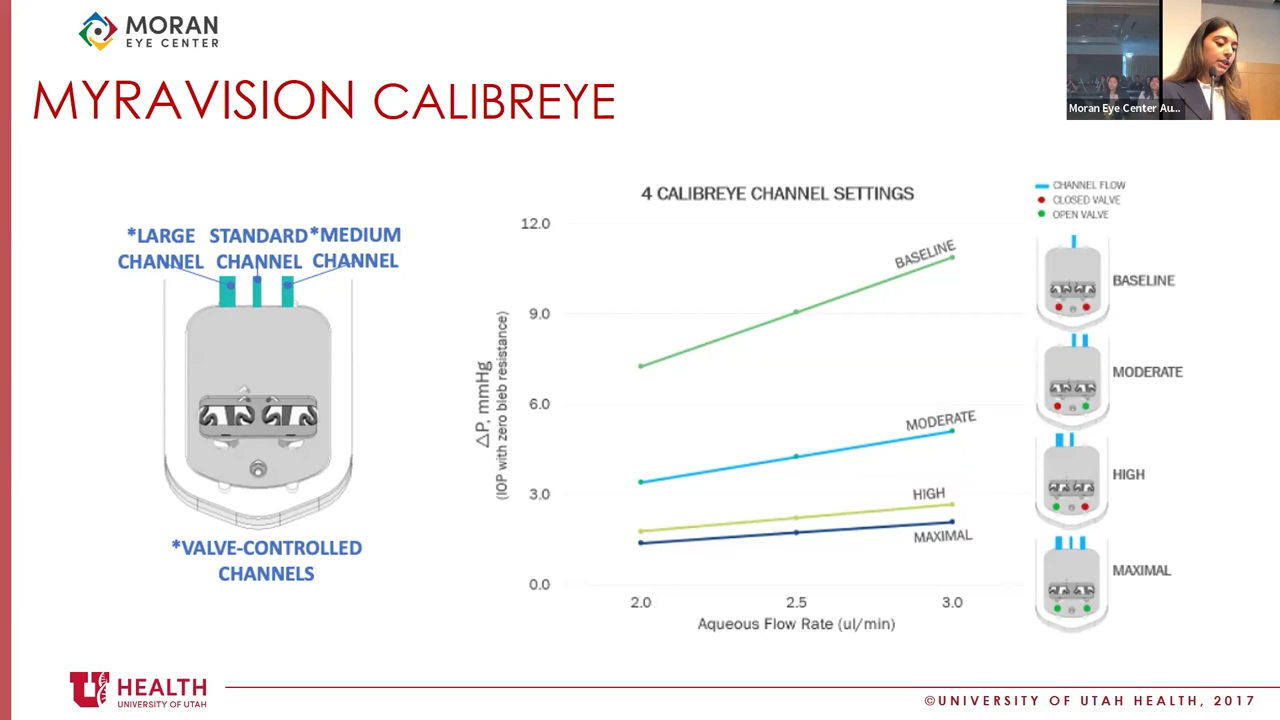 MORAN
EYE CENTER
MYRAVISION CALIBREYE
Moran Eye Center Au...
*LARGE CHANNEL
STANDARD CHANNEL
*MEDIUM CHANNEL
*VALVE-CONTROLLED
CHANNELS
4 CALIBREYE CHANNEL SETTINGS
CHANNEL FLOW
CLOSED VALVE
OPEN VALVE
12.0
9.0
6.0
3.0
0.0
△P, mmHg
(IOP with zero bleb resistance)
BASELINE
MODERATE
HIGH
MAXIMAL
2.0 2.5 3.0
Aqueous Flow Rate (ul/min)
BASELINE
MODERATE
HIGH
MAXIMAL
U HEALTH
UNIVERSITY OF UTAH
©UNIVERSITY OF UTAH HEALTH, 2017